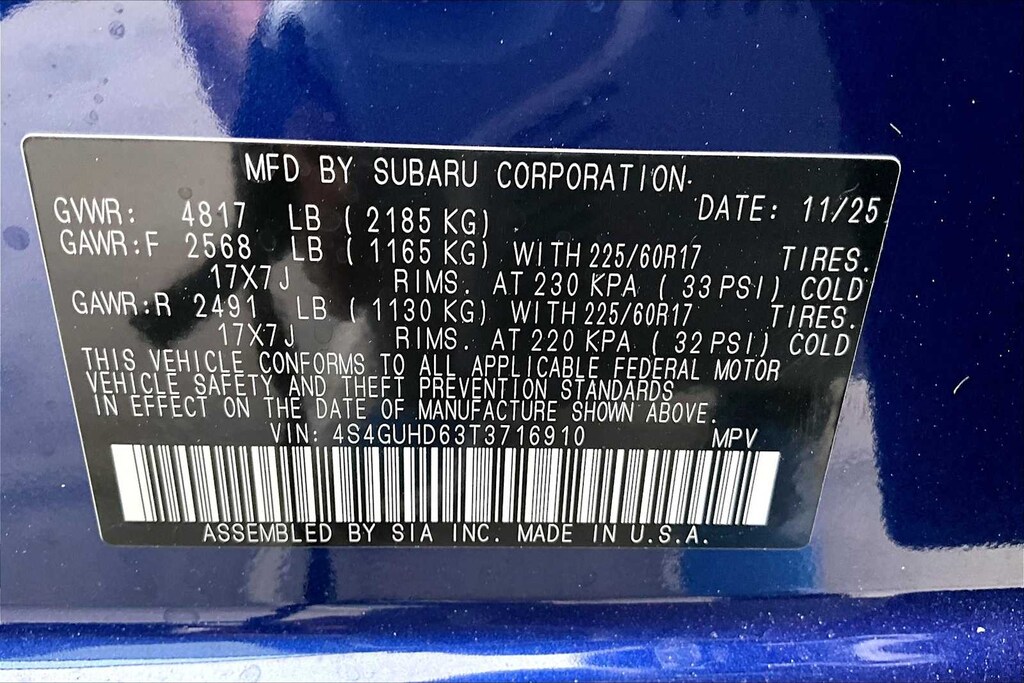 MFD BY SUBARU CORPORATION
DATE: 11/25
GVWR: 4817 LB ( 2185 KG)
GAWR:F 2568 LB ( 1165 KG) WITH 225/60R17 TIRES.
17X7J RIMS. AT 230 KPA ( 33 PSI) COLD
GAWR:R 2491 LB ( 1130 KG) WITH 225/60R17 TIRES.
17X7J RIMS. AT 220 KPA ( 32 PSI) COLD
THIS VEHICLE CONFORMS TO ALL APPLICABLE FEDERAL MOTOR
VEHICLE SAFETY AND THEFT PREVENTION STANDARDS
IN EFFECT ON THE DATE OF MANUFACTURE SHOWN ABOVE.
VIN: 4S4GUHD63T3716910 MPV
ASSEMBLED BY SIA INC. MADE IN U.S.A.